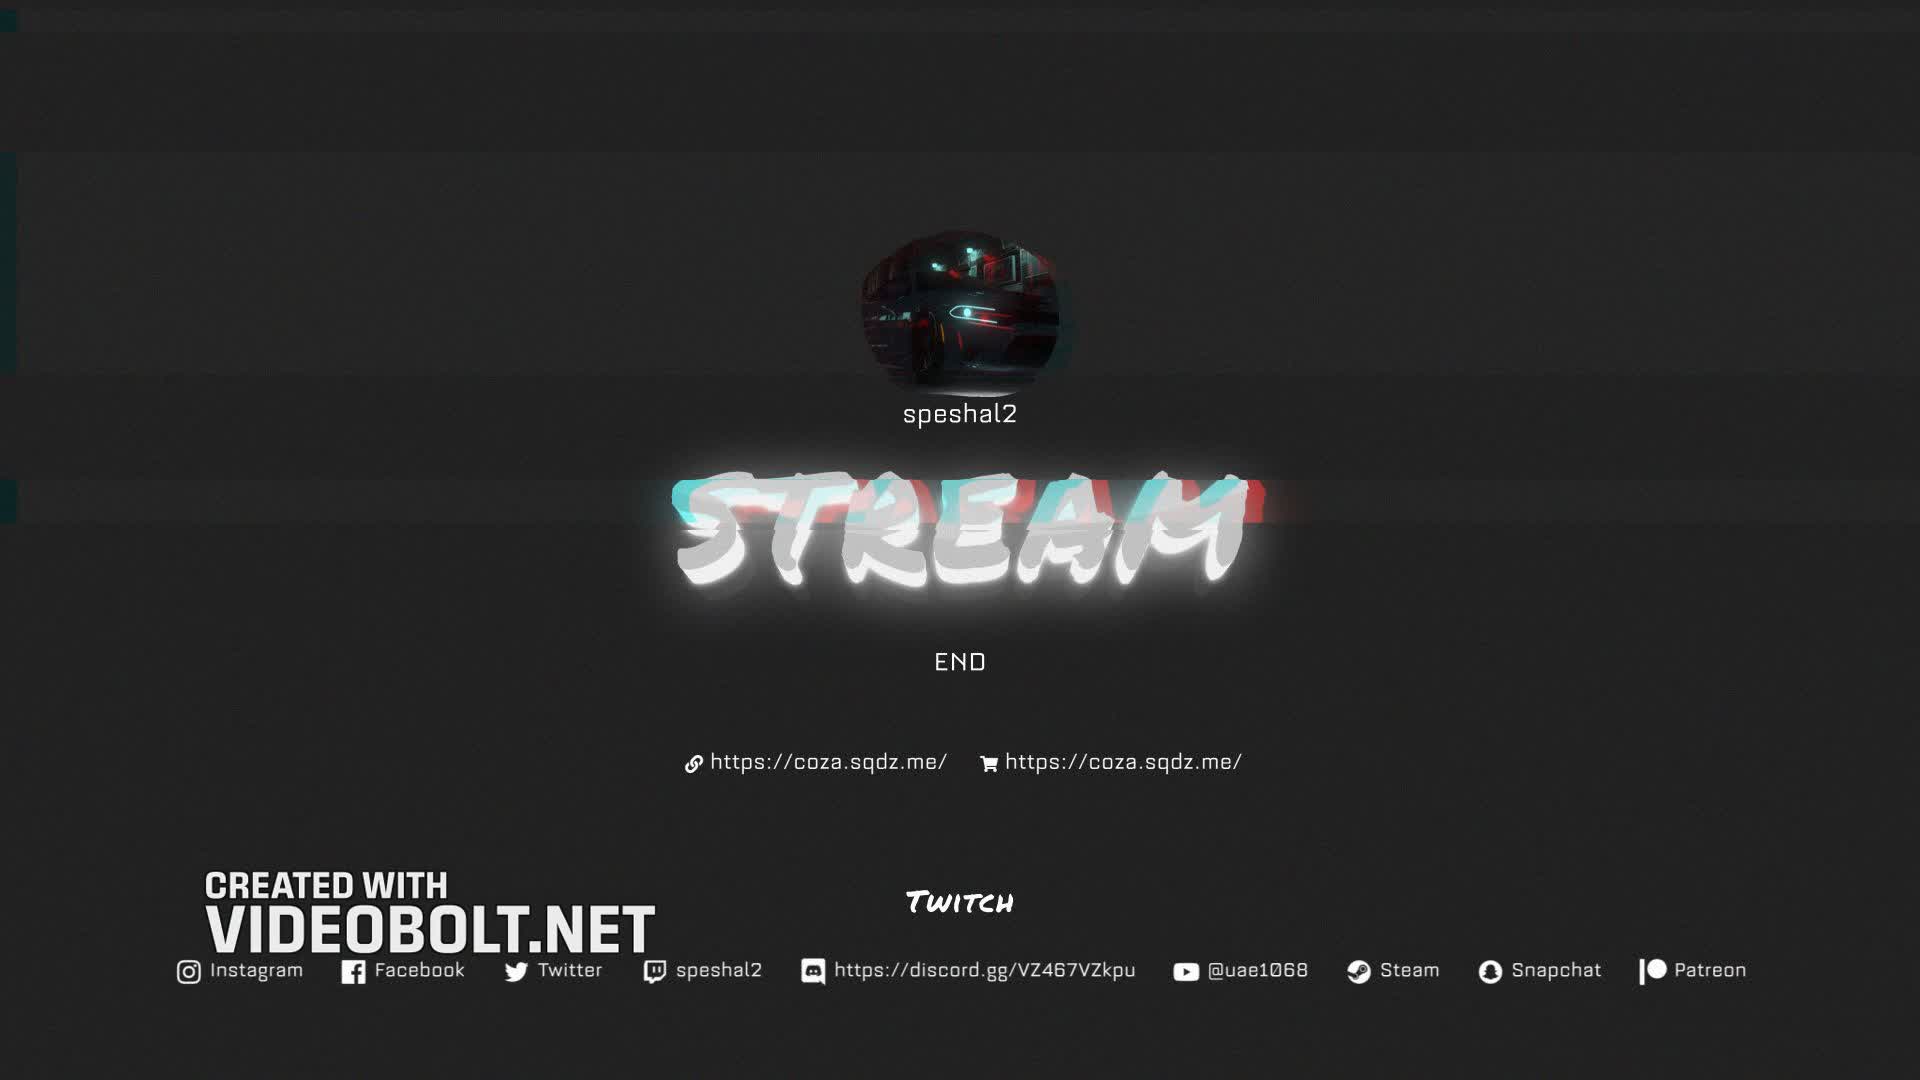 speshal2
STREAM
END
https://coza.sqdz.me/ https://coza.sqdz.me/
Twitch
CREATED WITH
VIDEOBOLT.NET
Instagram Facebook Twitter speshal2 https://discord.gg/VZ467VZkpu @uae1068 Steam Snapchat Patreon